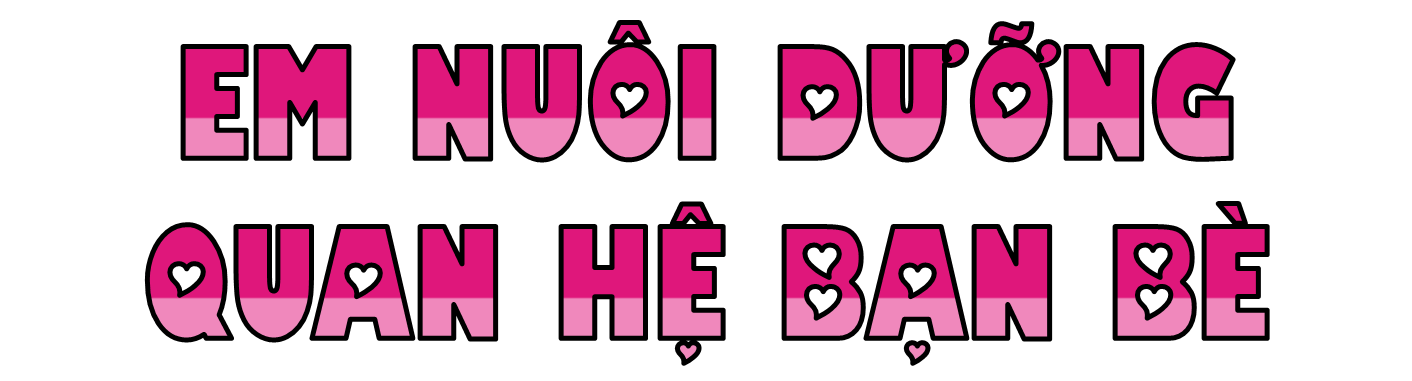 EM NUÔI DƯỠNG
QUAN HỆ BẠN BÈ